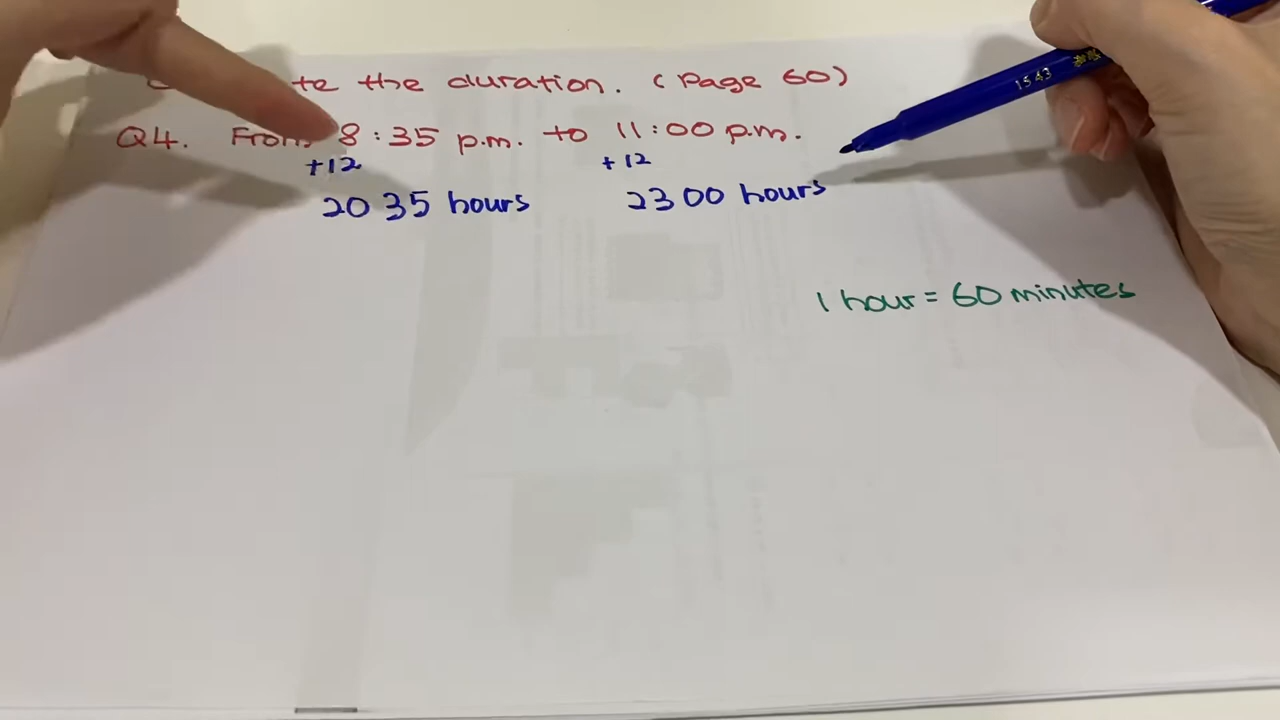 the duration. (Page 60)
Q4. From 8:35 p.m. to 11:00 p.m.
+12 +12
2035 hours 2300 hours
1 hour = 60 minutes
1543